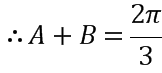 ∴ A + B = 2π/3